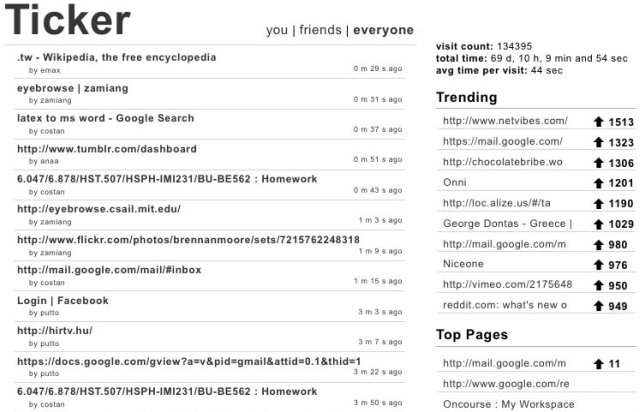 Ticker
you | friends | everyone
.tw - Wikipedia, the free encyclopedia
by emax
0 m 29 s ago
eyebrowse | zamiang
by zamiang
0 m 31 s ago
latex to ms word - Google Search
by costan
0 m 37 s ago
http://www.tumblr.com/dashboard
by anaa
0 m 51 s ago
6.047/6.878/HST.507/HSPH-IMI231/BU-BE562 : Homework
by costan
0 m 43 s ago
http://eyebrowse.csail.mit.edu/
by zamiang
1 m 3 s ago
http://www.flickr.com/photos/brennanmoore/sets/7215762248318
by zamiang
1 m 9 s ago
http://mail.google.com/mail/#inbox
by costan
1 m 15 s ago
Login | Facebook
by putto
3 m 3 s ago
http://hirtv.hu/
by putto
3 m 7 s ago
https://docs.google.com/gview?a=v&pid=gmail&attid=0.1&thid=1
by putto
3 m 22 s ago
6.047/6.878/HST.507/HSPH-IMI231/BU-BE562 : Homework
by costan
3 m 50 s ago
visit count: 134395
total time: 69 d, 10 h, 9 min and 54 sec
avg time per visit: 44 sec
Trending
http://www.netvibes.com/ 1513
https://mail.google.com/ 1323
http://chocolatebribe.wo 1306
Onni 1201
http://loc.alize.us/#/ta 1190
George Dontas - Greece | 1029
http://mail.google.com/m 980
Niceone 976
http://vimeo.com/2175648 950
reddit.com: what's new o 949
Top Pages
http://mail.google.com/m 11
http://www.google.com/re
Oncourse : My Workspace